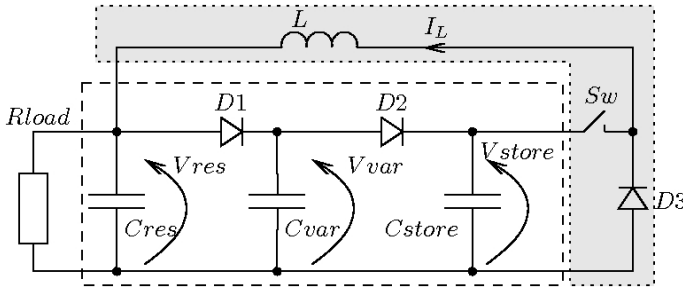 L
I_L
Rload
D1
D2
Sw
Vres
Vvar
Vstore
Cres
Cvar
Cstore
D3